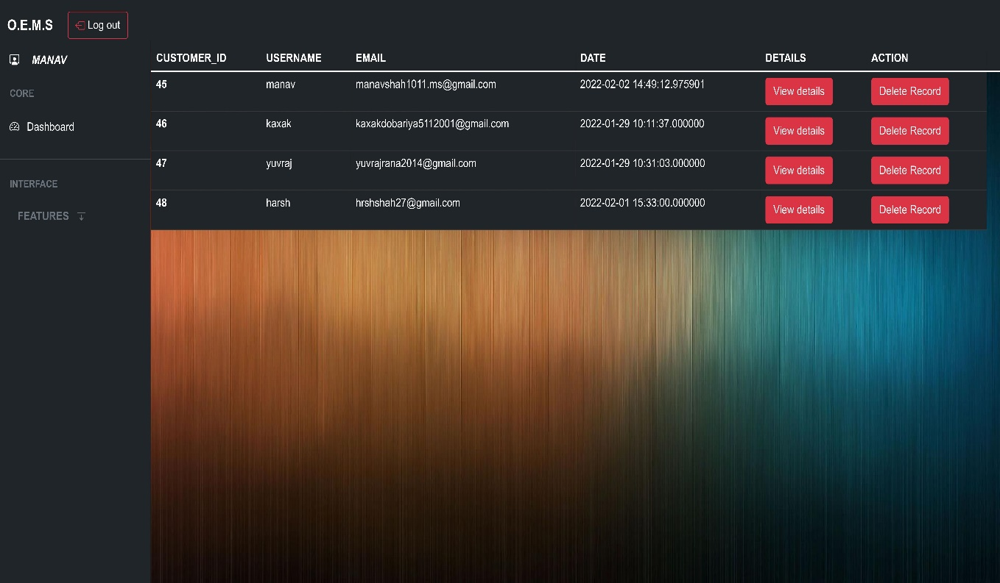 O.E.M.S Log out
MANAV
CORE
Dashboard
INTERFACE
FEATURES
CUSTOMER_ID USERNAME EMAIL DATE DETAILS ACTION
45 manav manavshah1011.ms@gmail.com 2022-02-02 14:49:12.975901 View details Delete Record
46 kaxak kaxakdobariya5112001@gmail.com 2022-01-29 10:11:37.000000 View details Delete Record
47 yuvraj yuvrajrana2014@gmail.com 2022-01-29 10:31:03.000000 View details Delete Record
48 harsh hrshshah27@gmail.com 2022-02-01 15:33:00.000000 View details Delete Record